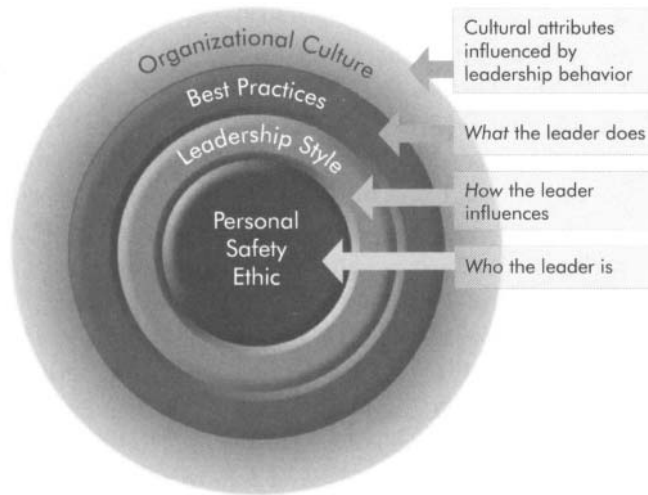 Organizational Culture
Best Practices
Leadership Style
Personal
Safety
Ethic
Cultural attributes
influenced by
leadership behavior
What the leader does
How the leader
influences
Who the leader is